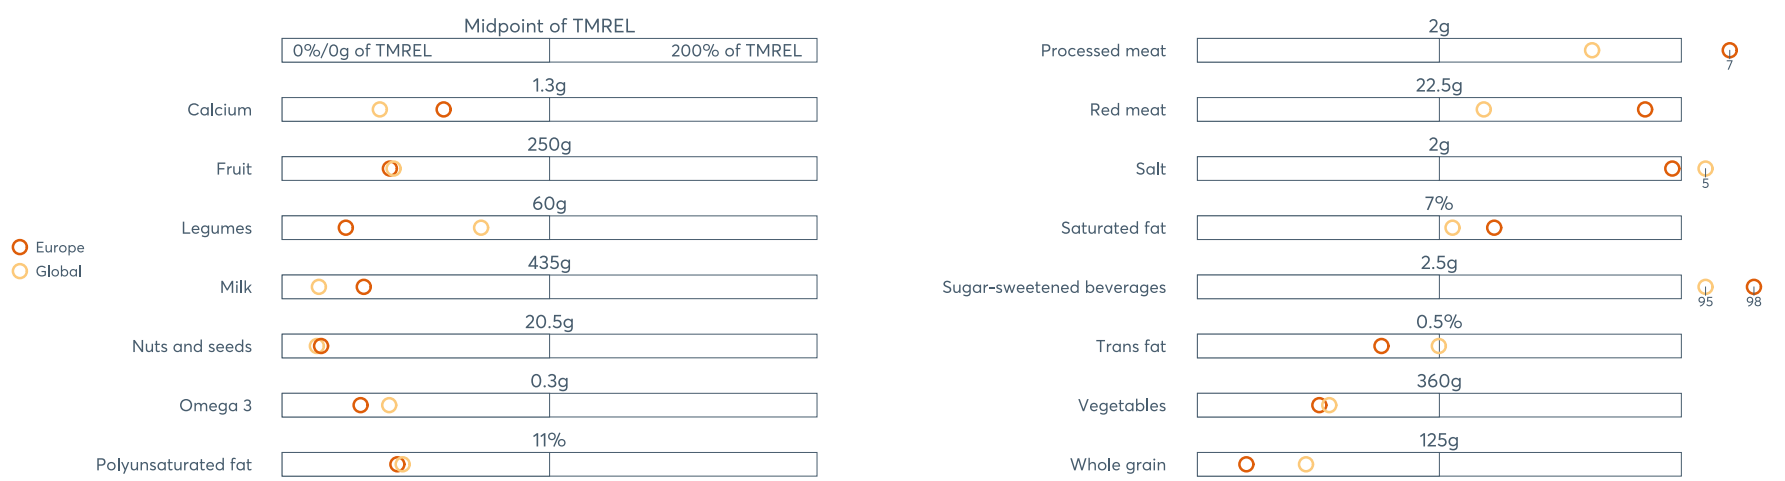 Midpoint of TMREL
0%/0g of TMREL 200% of TMREL
1.3g
Calcium
250g
Fruit
60g
Legumes
435g
Milk
20.5g
Nuts and seeds
0.3g
Omega 3
11%
Polyunsaturated fat
Europe
Global
2g
Processed meat
7
22.5g
Red meat
2g
Salt
5
7%
Saturated fat
2.5g
Sugar-sweetened beverages
95 98
0.5%
Trans fat
360g
Vegetables
125g
Whole grain